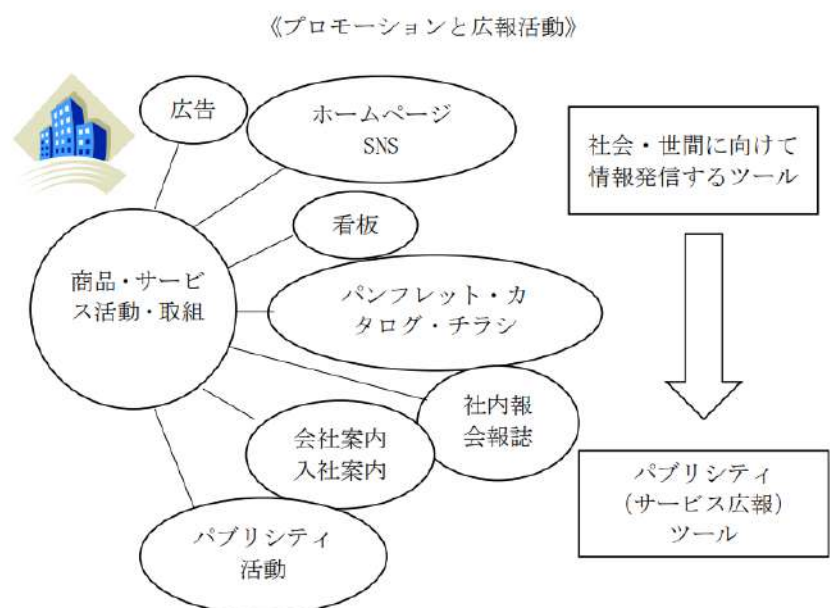 《プロモーションと広報活動》
広告
ホームページ
SNS
社会・世間に向けて
情報発信するツール
看板
商品・サービ
ス活動・取組
パンフレット・カ
タログ・チラシ
社内報
会報誌
会社案内
入社案内
パブリシティ
(サービス広報)
ツール
パブリシティ
活動